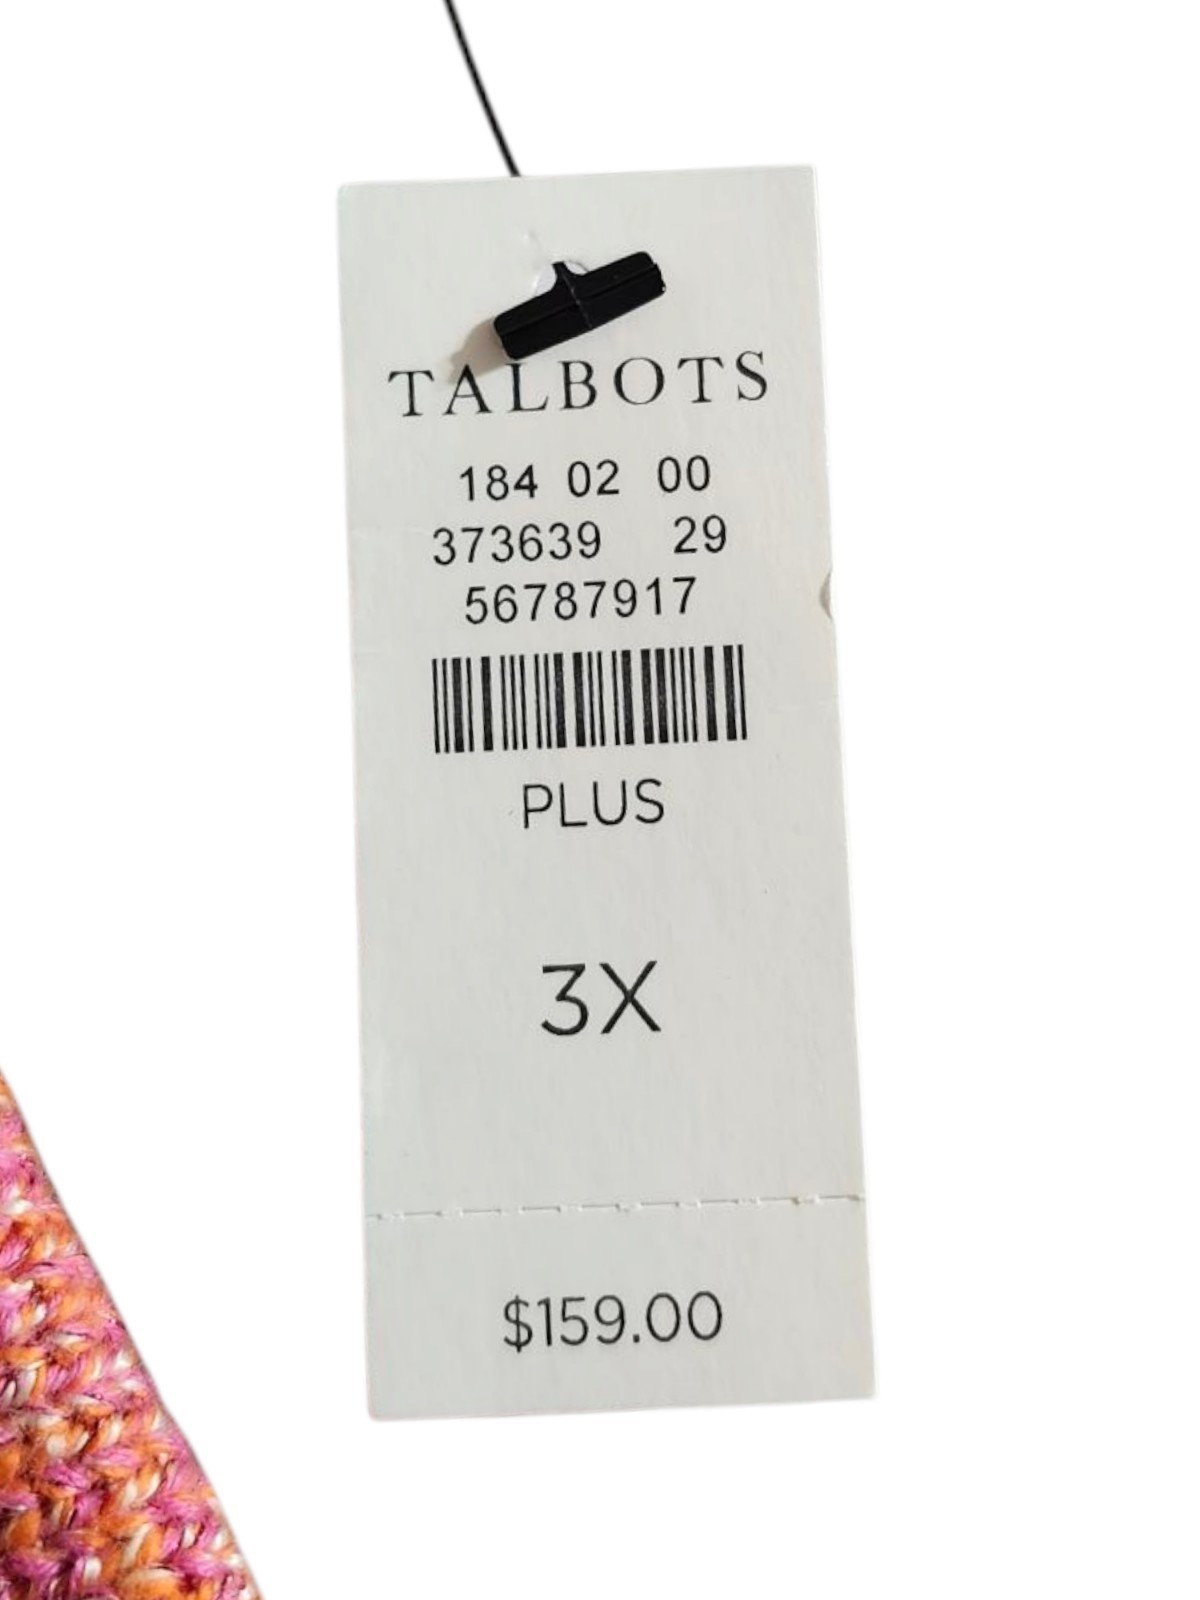 TALBOTS
184 02 00
373639 29
56787917
PLUS
3X
$159.00